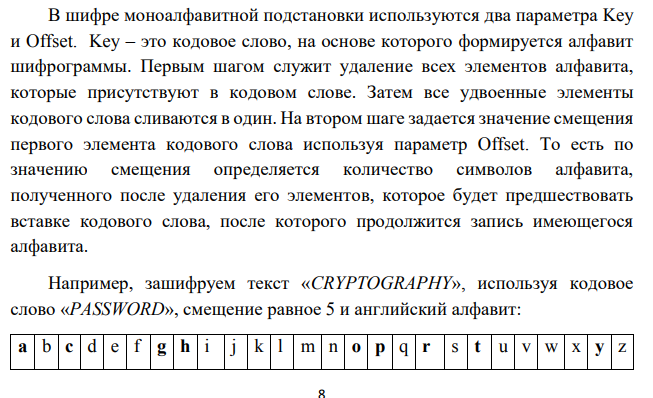 В шифре моноалфавитной подстановки используются два параметра Key
и Offset. Key – это кодовое слово, на основе которого формируется алфавит
шифрограммы. Первым шагом служит удаление всех элементов алфавита,
которые присутствуют в кодовом слове. Затем все удвоенные элементы
кодового слова сливаются в один. На втором шаге задается значение смещения
первого элемента кодового слова используя параметр Offset. То есть по
значению смещения определяется количество символов алфавита,
полученного после удаления его элементов, которое будет предшествовать
вставке кодового слова, после которого продолжится запись имеющегося
алфавита.
Например, зашифруем текст «CRYPTOGRAPHY», используя кодовое
слово «PASSWORD», смещение равное 5 и английский алфавит:
a b c d e f g h i j k l m n o p q r s t u v w x y z
8